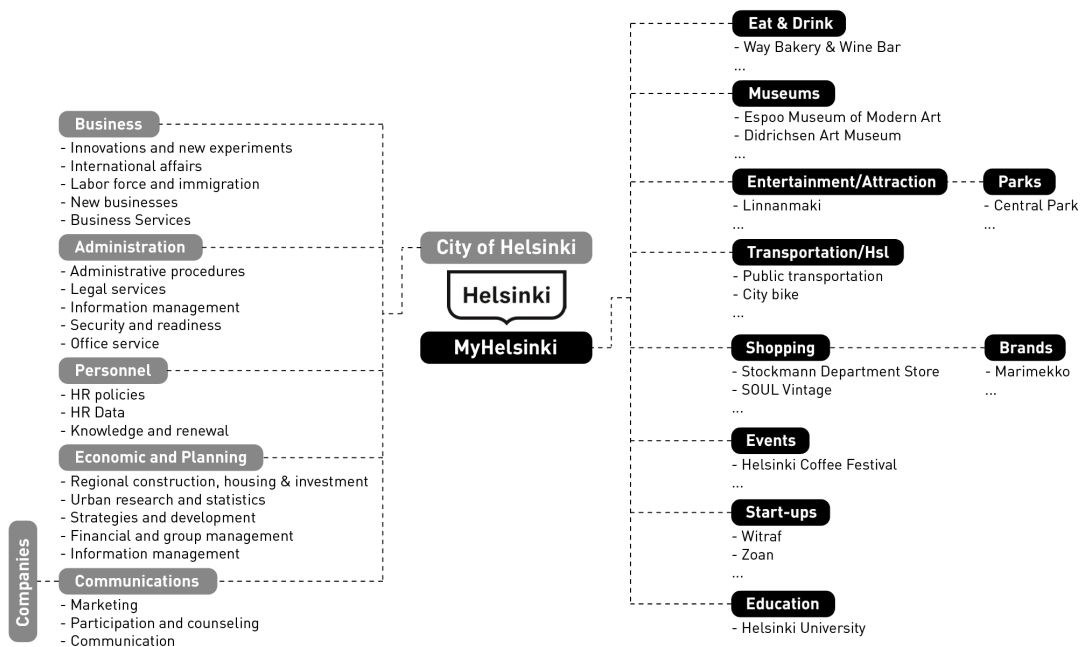 Business
- Innovations and new experiments
- International affairs
- Labor force and immigration
- New businesses
- Business Services
Administration
- Administrative procedures
- Legal services
- Information management
- Security and readiness
- Office service
Personnel
- HR policies
- HR Data
- Knowledge and renewal
Economic and Planning
- Regional construction, housing & investment
- Urban research and statistics
- Strategies and development
- Financial and group management
- Information management
Companies
Communications
- Marketing
- Participation and counseling
- Communication
City of Helsinki
Helsinki
MyHelsinki
Eat & Drink
- Way Bakery & Wine Bar
...
Museums
- Espoo Museum of Modern Art
- Didrichsen Art Museum
...
Entertainment/Attraction
- Linnanmaki
...
Parks
- Central Park
...
Transportation/Hsl
- Public transportation
- City bike
...
Shopping
- Stockmann Department Store
- SOUL Vintage
...
Brands
- Marimekko
...
Events
- Helsinki Coffee Festival
...
Start-ups
- Witraf
- Zoan
...
Education
- Helsinki University